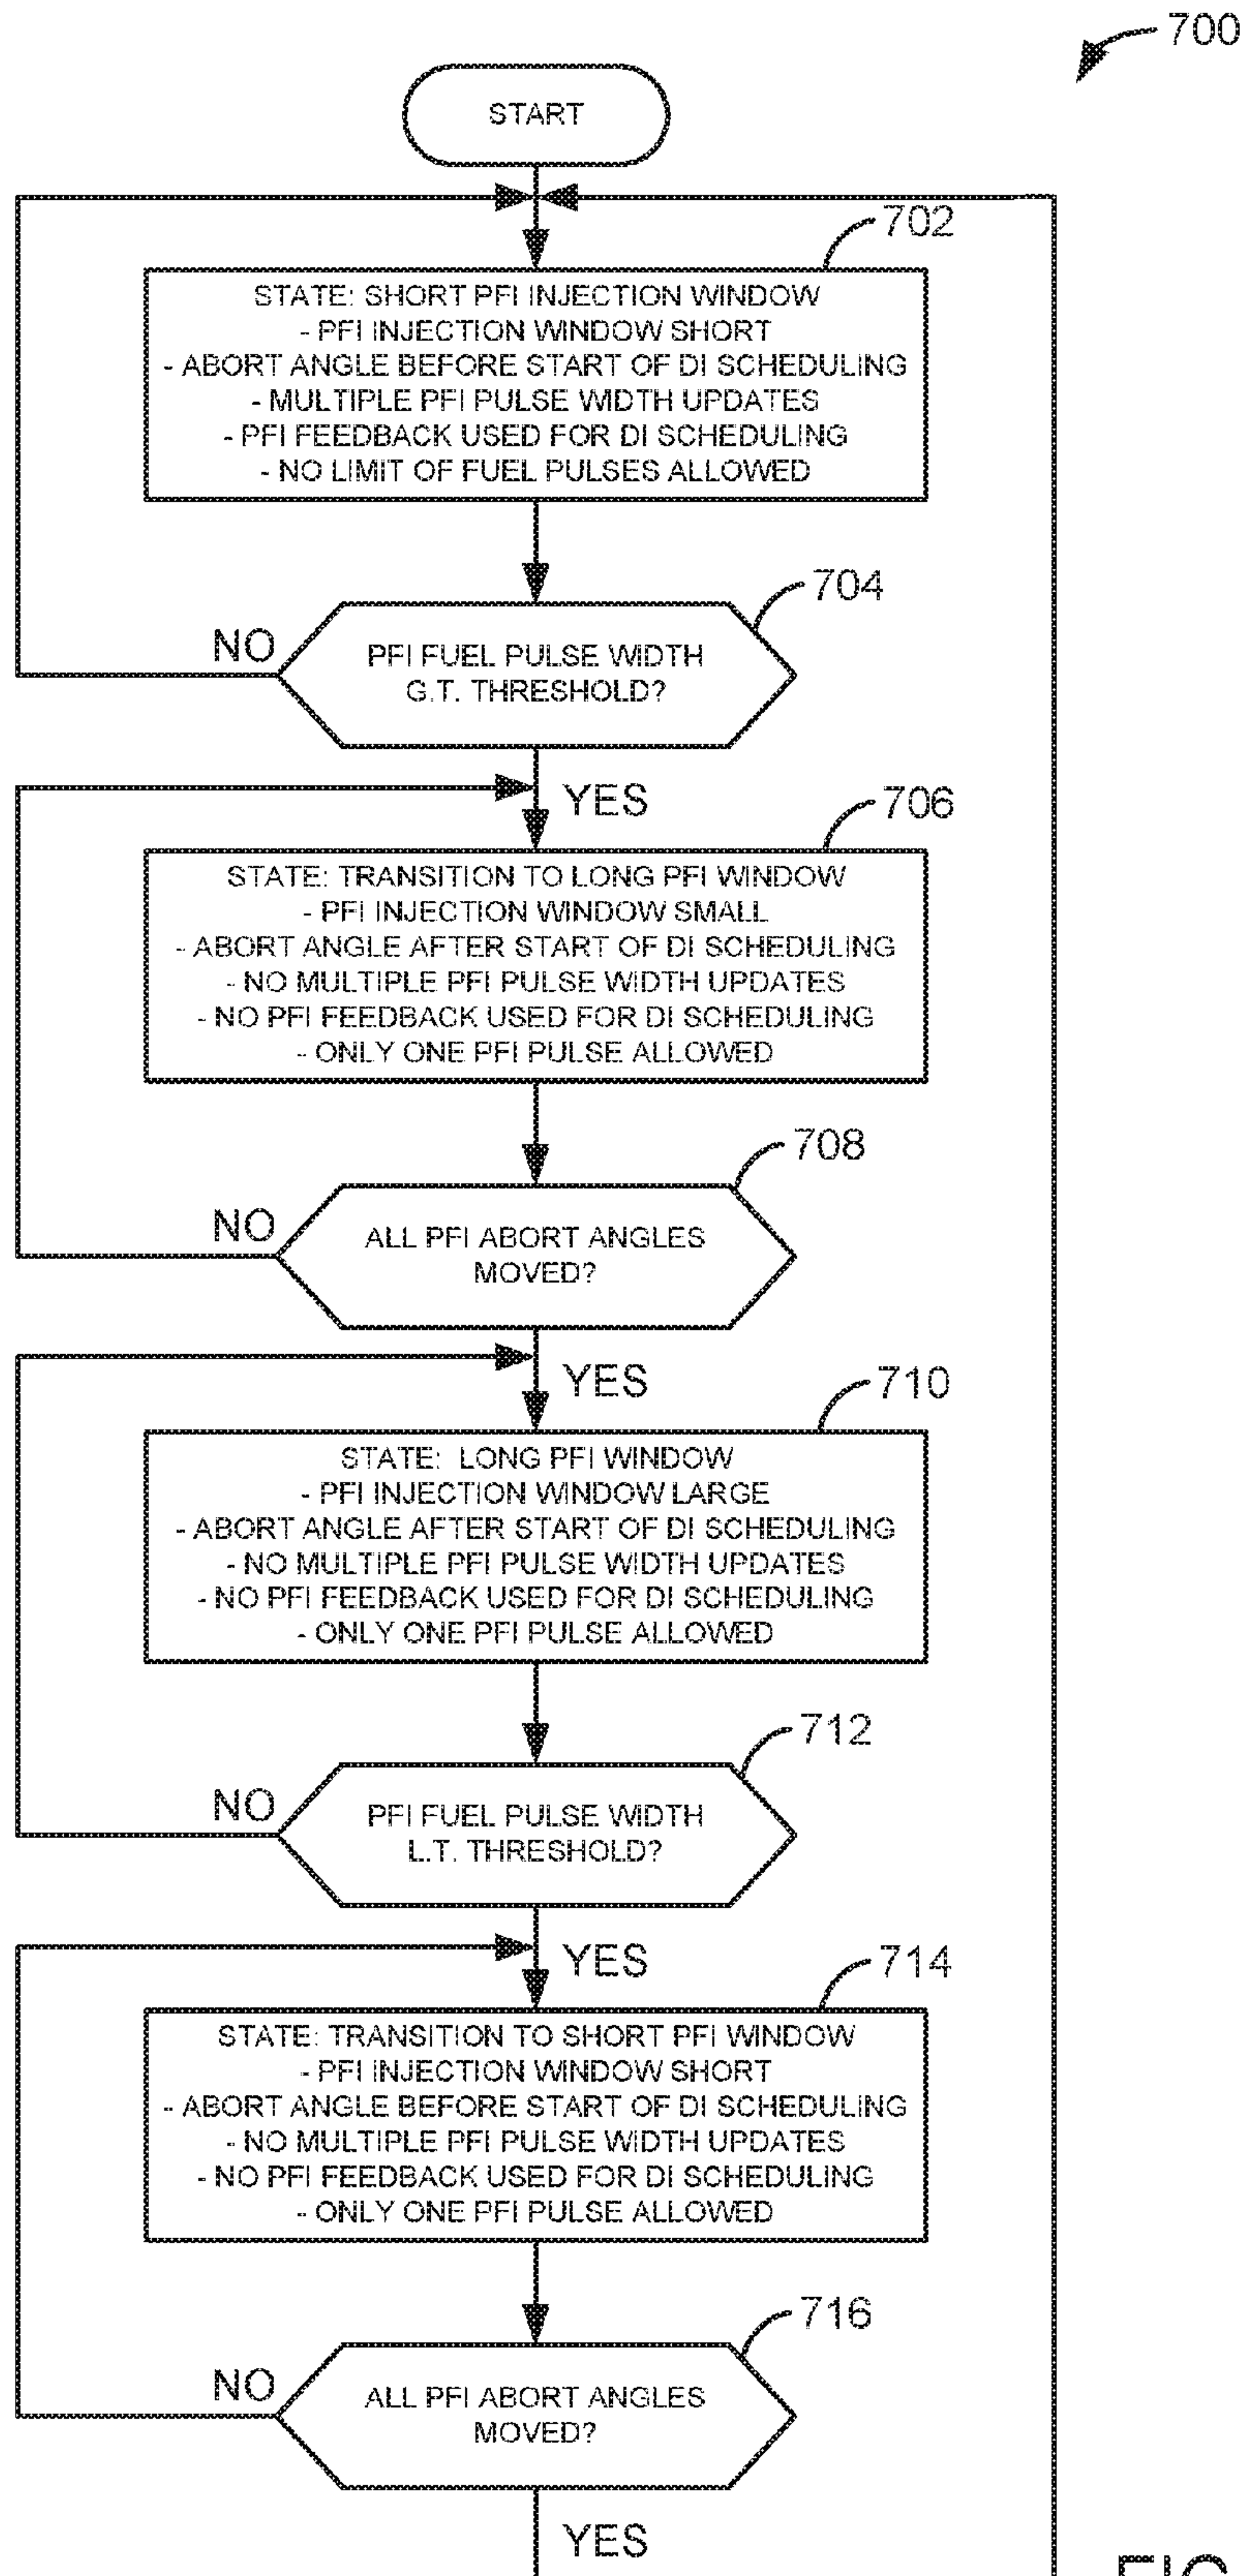 700
START
702
STATE: SHORT PFI INJECTION WINDOW
- PFI INJECTION WINDOW SHORT
- ABORT ANGLE BEFORE START OF DI SCHEDULING
- MULTIPLE PFI PULSE WIDTH UPDATES
- PFI FEEDBACK USED FOR DI SCHEDULING
- NO LIMIT OF FUEL PULSES ALLOWED
704
NO
PFI FUEL PULSE WIDTH
G.T. THRESHOLD?
YES
706
STATE: TRANSITION TO LONG PFI WINDOW
- PFI INJECTION WINDOW SMALL
- ABORT ANGLE AFTER START OF DI SCHEDULING
- NO MULTIPLE PFI PULSE WIDTH UPDATES
- NO PFI FEEDBACK USED FOR DI SCHEDULING
- ONLY ONE PFI PULSE ALLOWED
708
NO
ALL PFI ABORT ANGLES
MOVED?
YES
710
STATE: LONG PFI WINDOW
- PFI INJECTION WINDOW LARGE
- ABORT ANGLE AFTER START OF DI SCHEDULING
- NO MULTIPLE PFI PULSE WIDTH UPDATES
- NO PFI FEEDBACK USED FOR DI SCHEDULING
- ONLY ONE PFI PULSE ALLOWED
712
NO
PFI FUEL PULSE WIDTH
L.T. THRESHOLD?
YES
714
STATE: TRANSITION TO SHORT PFI WINDOW
- PFI INJECTION WINDOW SHORT
- ABORT ANGLE BEFORE START OF DI SCHEDULING
- NO MULTIPLE PFI PULSE WIDTH UPDATES
- NO PFI FEEDBACK USED FOR DI SCHEDULING
- ONLY ONE PFI PULSE ALLOWED
716
NO
ALL PFI ABORT ANGLES
MOVED?
YES